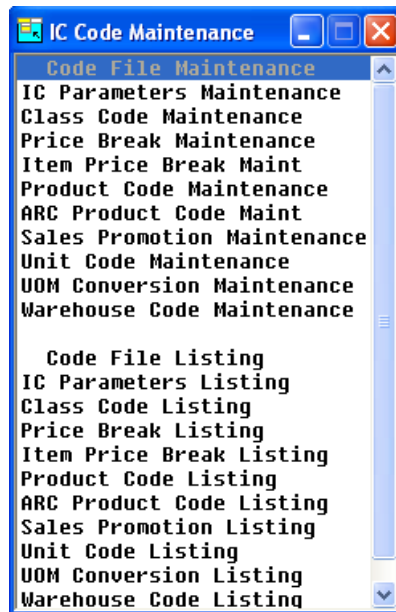 IC Code Maintenance
Code File Maintenance
IC Parameters Maintenance
Class Code Maintenance
Price Break Maintenance
Item Price Break Maint
Product Code Maintenance
ARC Product Code Maint
Sales Promotion Maintenance
Unit Code Maintenance
UOM Conversion Maintenance
Warehouse Code Maintenance
Code File Listing
IC Parameters Listing
Class Code Listing
Price Break Listing
Item Price Break Listing
Product Code Listing
ARC Product Code Listing
Sales Promotion Listing
Unit Code Listing
UOM Conversion Listing
Warehouse Code Listing